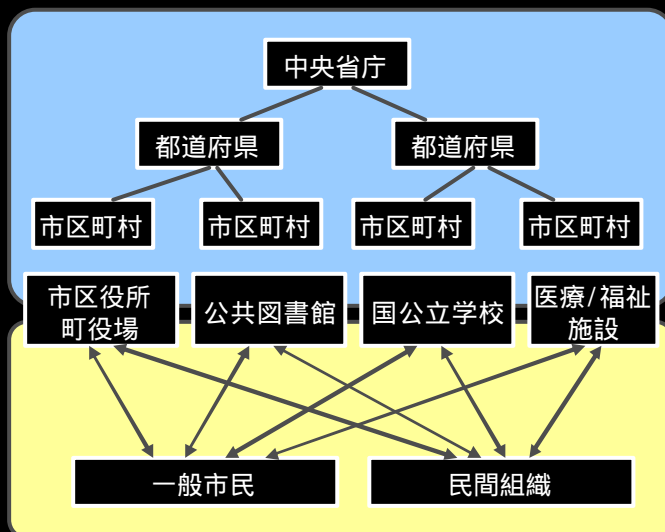 中央省庁
都道府県
都道府県
市区町村
市区町村
市区町村
市区町村
市区役所
町役場
公共図書館
国公立学校
医療/福祉
施設
一般市民
民間組織